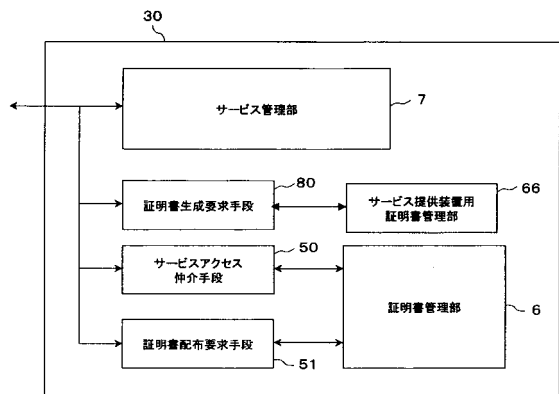 30
サービス管理部
7
証明書生成要求手段
80
サービス提供装置用
証明書管理部
66
サービスアクセス
仲介手段
50
証明書管理部
6
証明書配布要求手段
51